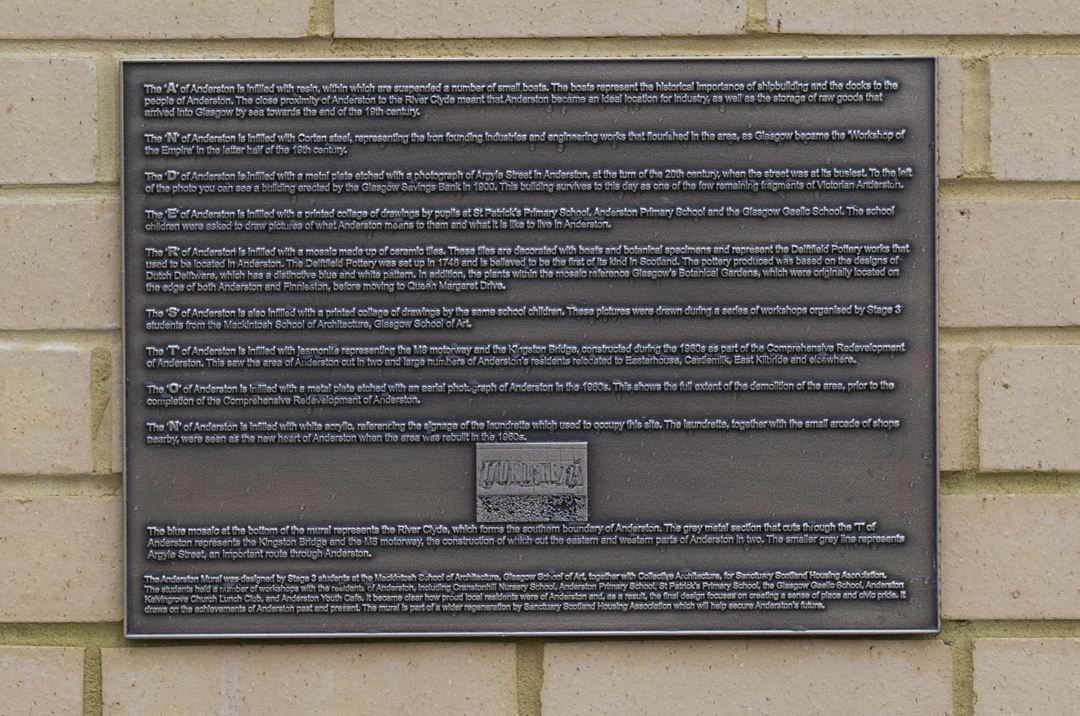 The 'A' of Anderston is infilled with resin, within which are suspended a number of small boats. The boats represent the historical importance of shipbuilding and the docks to the
people of Anderston. The close proximity of Anderston to the River Clyde meant that Anderston became an ideal location for industry, as well as the storage of raw goods that
arrived into Glasgow by sea towards the end of the 19th century.
The 'N' of Anderston is infilled with Corten steel, representing the iron founding industries and engineering works that flourished in the area, as Glasgow became the 'Workshop of
the Empire' in the latter half of the 19th century.
The 'D' of Anderston is infilled with a metal plate etched with a photograph of Argyle Street in Anderston, at the turn of the 20th century, when the street was at its busiest. To the left
of the photo you can see a building erected by the Glasgow Savings Bank in 1900. This building survives to this day as one of the few remaining fragments of Victorian Anderston.
The 'E' of Anderston is infilled with a printed collage of drawings by pupils at St Patrick's Primary School, Anderston Primary School and the Glasgow Gaelic School. The school
children were asked to draw pictures of what Anderston means to them and what it is like to live in Anderston.
The 'R' of Anderston is infilled with a mosaic made up of ceramic tiles. These tiles are decorated with boats and botanical specimens and represent the Delftfield Pottery works that
used to be located in Anderston. The Delftfield Pottery was set up in 1748 and is believed to be the first of its kind in Scotland. The pottery produced was based on the designs of
Dutch Delftware, which has a distinctive blue and white pattern. In addition, the plants within the mosaic reference Glasgow's Botanical Gardens, which were originally located on
the edge of both Anderston and Finnieston, before moving to Queen Margaret Drive.
The 'S' of Anderston is also infilled with a printed collage of drawings by the same school children. These pictures were drawn during a series of workshops organised by Stage 3
students from the Mackintosh School of Architecture, Glasgow School of Art.
The 'T' of Anderston is infilled with jesmonite representing the M8 motorway and the Kingston Bridge, constructed during the 1960s as part of the Comprehensive Redevelopment
of Anderston. This saw the area of Anderston cut in two and large numbers of Anderston's residents relocated to Easterhouse, Castlemilk, East Kilbride and elsewhere.
The 'O' of Anderston is infilled with a metal plate etched with an aerial photograph of Anderston in the 1960s. This shows the full extent of the demolition of the area, prior to the
completion of the Comprehensive Redevelopment of Anderston.
The 'N' of Anderston is infilled with white acrylic, referencing the signage of the laundrette which used to occupy this site. The laundrette, together with the small arcade of shops
nearby, were seen as the new heart of Anderston when the area was rebuilt in the 1960s.
The blue mosaic at the bottom of the mural represents the River Clyde, which forms the southern boundary of Anderston. The grey metal section that cuts through the 'T' of
Anderston represents the Kingston Bridge and the M8 motorway, the construction of which cut the eastern and western parts of Anderston in two. The smaller grey line represents
Argyle Street, an important route through Anderston.
The Anderston Mural was designed by Stage 3 students at the Mackintosh School of Architecture, Glasgow School of Art, together with Collective Architecture, for Sanctuary Scotland Housing Association.
The students held a number of workshops with the residents of Anderston, including Cranstonhill Nursery School, Anderston Primary School, St Patrick's Primary School, the Glasgow Gaelic School, Anderston
Kelvingrove Church Lunch Club, and Anderston Youth Cafe. It became clear how proud local residents were of Anderston and, as a result, the final design focuses on creating a sense of place and civic pride. It
draws on the achievements of Anderston past and present. The mural is part of a wider regeneration by Sanctuary Scotland Housing Association which will help secure Anderston's future.